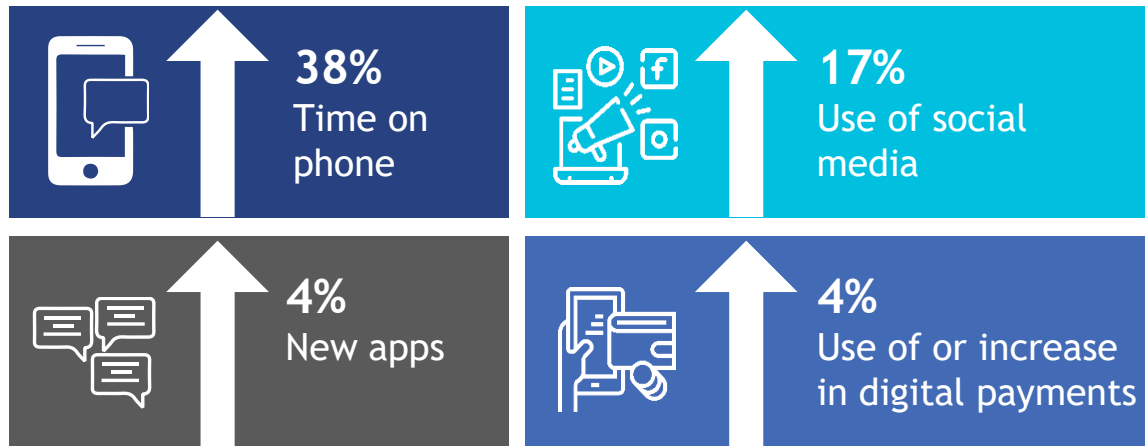 38%
Time on
phone
17%
Use of social
media
4%
New apps
4%
Use of or increase
in digital payments